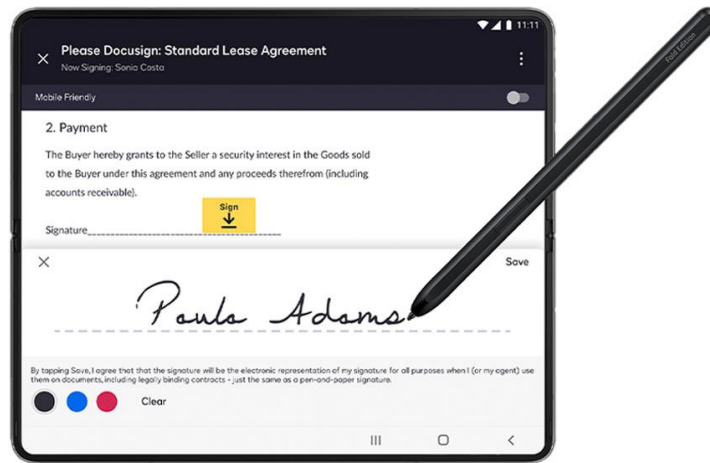 11:11
Please Docusign: Standard Lease Agreement
Now Signing: Sonia Costa
Mobile Friendly
2. Payment
The Buyer hereby grants to the Seller a security interest in the Goods sold
to the Buyer under this agreement and any proceeds therefrom (including
accounts receivable).
Sign
Signature
Save
Paula Adams
By tapping Save, I agree that that the signature will be the electronic representation of my signature for all purposes when I (or my agent) use
them on documents, including legally binding contracts - just the same as a pen-and-paper signature.
Clear
Fold Edition